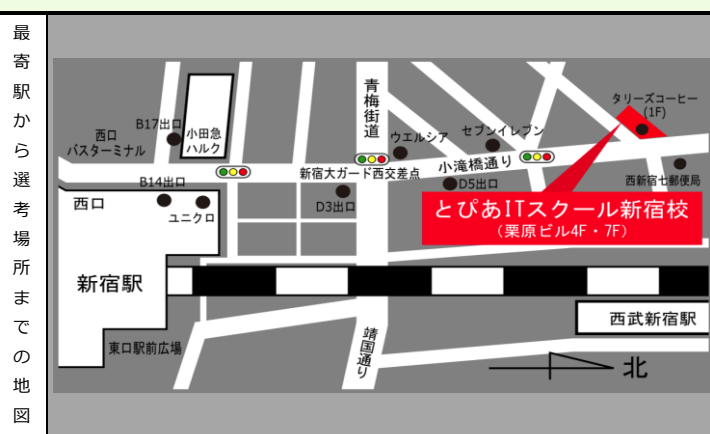 最寄駅から選考場所までの地図
青梅街道
タリーズコーヒー
(1F)
B17出口
小田急
ハルク
西口
バスターミナル
ウエルシア
セブンイレブン
新宿大ガード西交差点
小滝橋通り
西新宿七郵便局
B14出口
D5出口
西口
ユニクロ
D3出口
とぴあITスクール新宿校
(栗原ビル4F・7F)
新宿駅
西武新宿駅
東口駅前広場
靖国通り
北